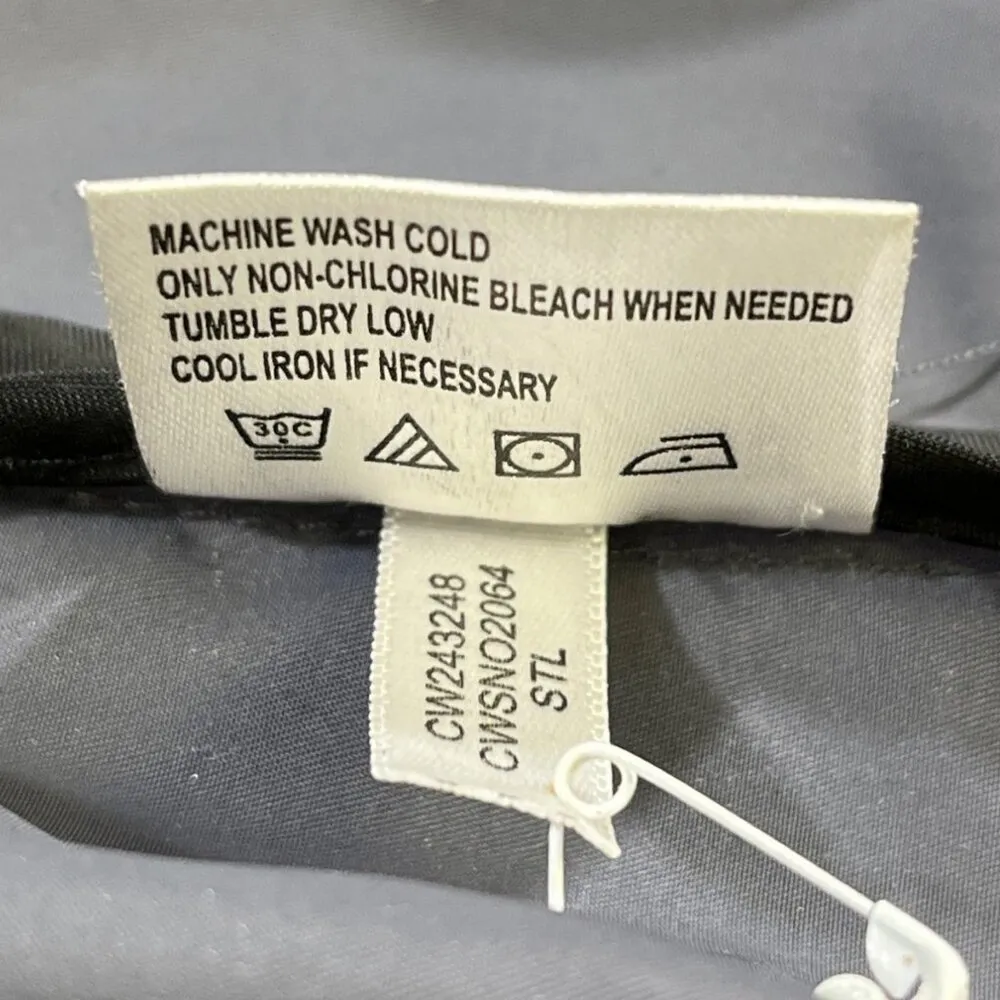 MACHINE WASH COLD
ONLY NON-CHLORINE BLEACH WHEN NEEDED
TUMBLE DRY LOW
COOL IRON IF NECESSARY
30C
CW243248
CWSNO2064
STL